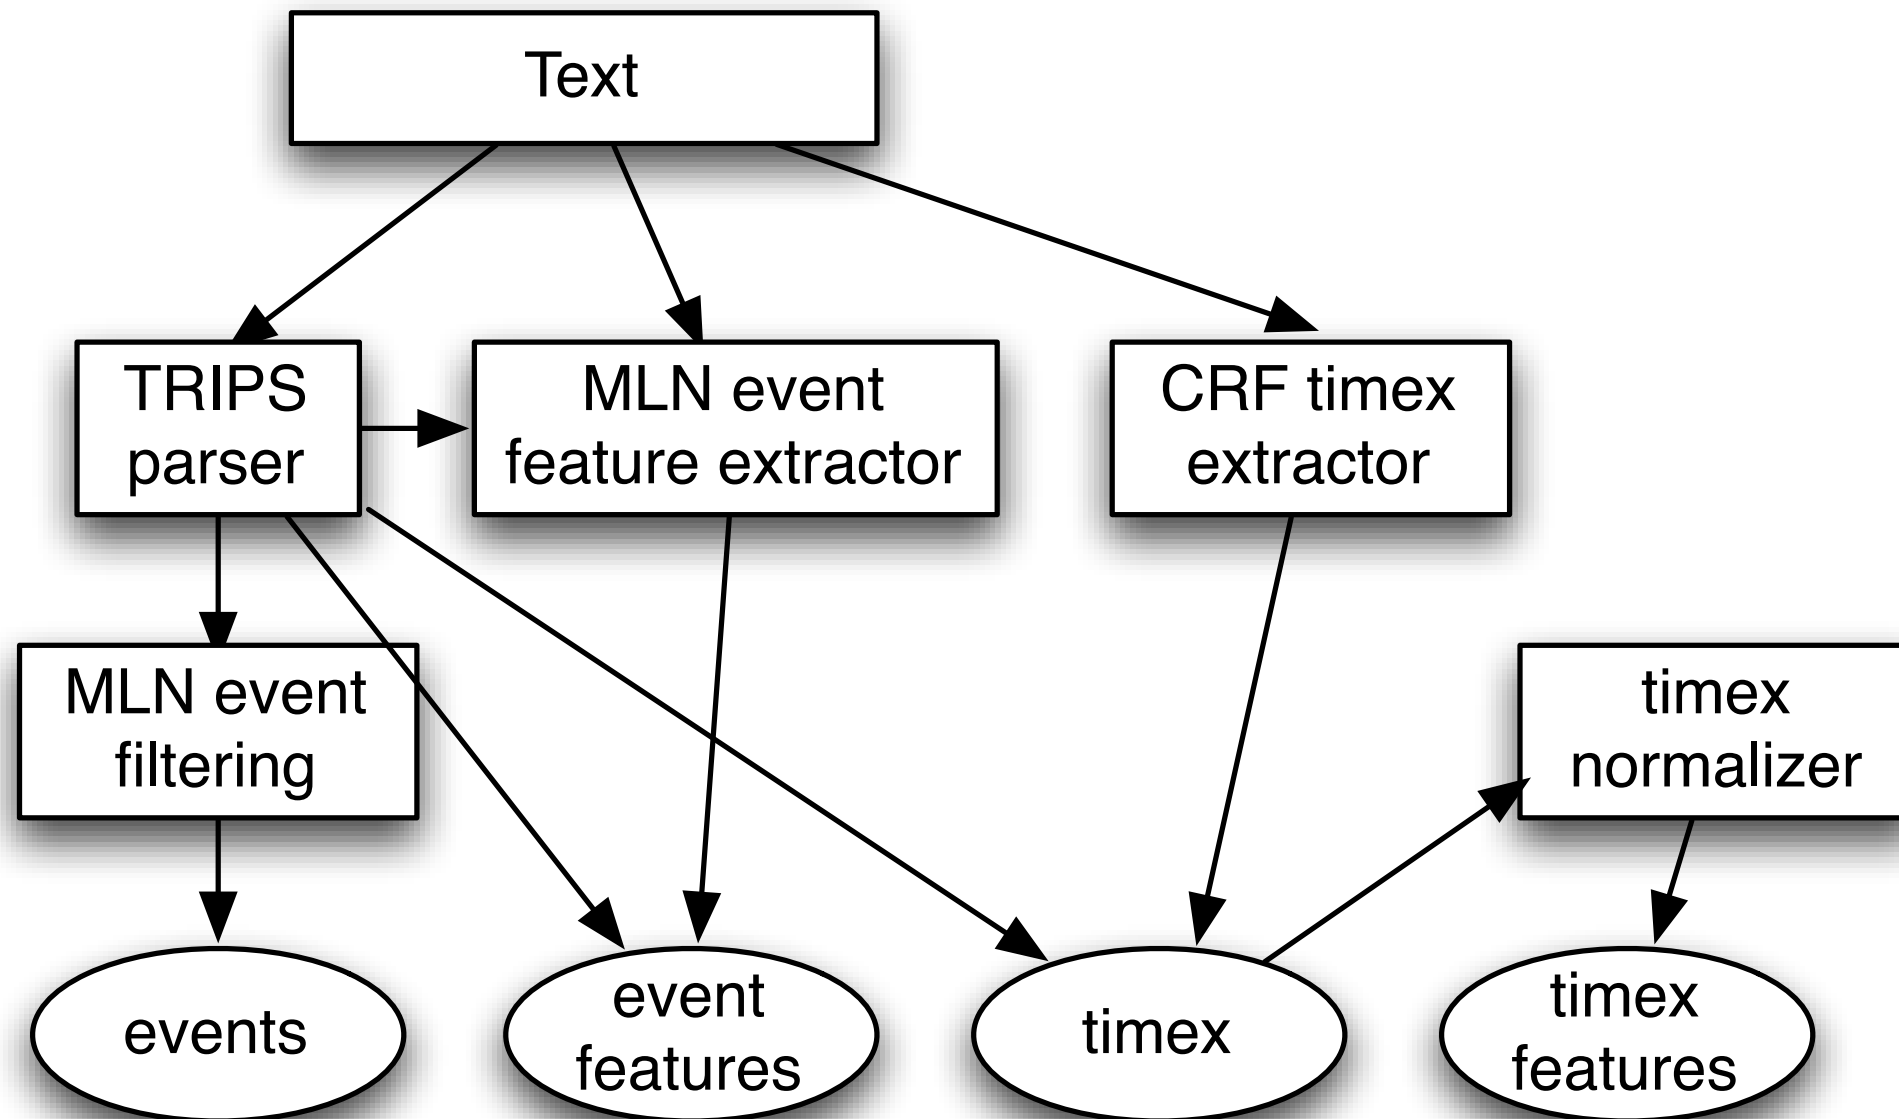 Text
TRIPS
parser
MLN event
feature extractor
CRF timex
extractor
MLN event
filtering
timex
normalizer
events
event
features
timex
timex
features